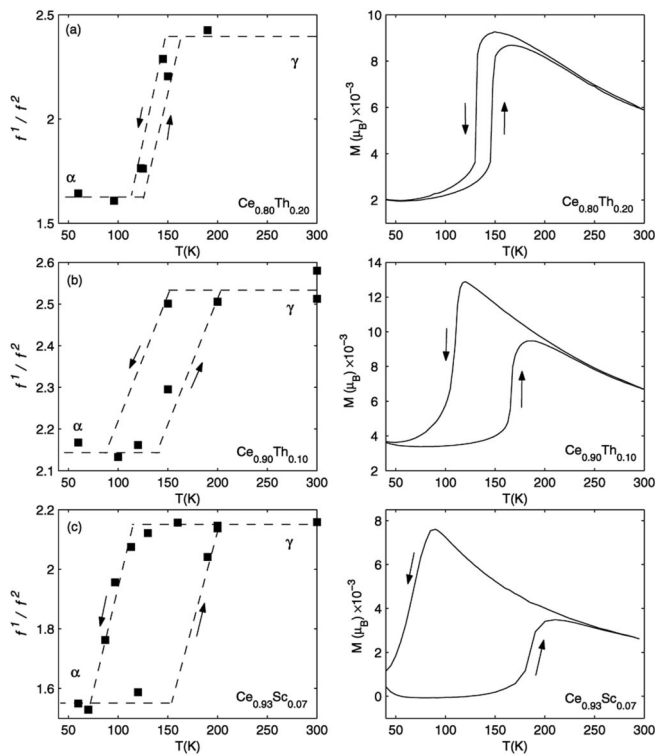 (a)
f¹ / f²
2.5
2
1.5
γ
α
Ce₀.₈₀Th₀.₂₀
50 100 150 200 250 300
T(K)
M (μ_B) ×10⁻³
10
8
6
4
2
0
Ce₀.₈₀Th₀.₂₀
50 100 150 200 250 300
T(K)
(b)
f¹ / f²
2.6
2.5
2.4
2.3
2.2
2.1
γ
α
Ce₀.₉₀Th₀.₁₀
50 100 150 200 250 300
T(K)
M (μ_B) ×10⁻³
14
12
10
8
6
4
2
Ce₀.₉₀Th₀.₁₀
50 100 150 200 250 300
T(K)
(c)
f¹ / f²
2.2
2
1.8
1.6
γ
α
Ce₀.₉₃Sc₀.₀₇
50 100 150 200 250 300
T(K)
M (μ_B) ×10⁻³
8
6
4
2
0
Ce₀.₉₃Sc₀.₀₇
50 100 150 200 250 300
T(K)